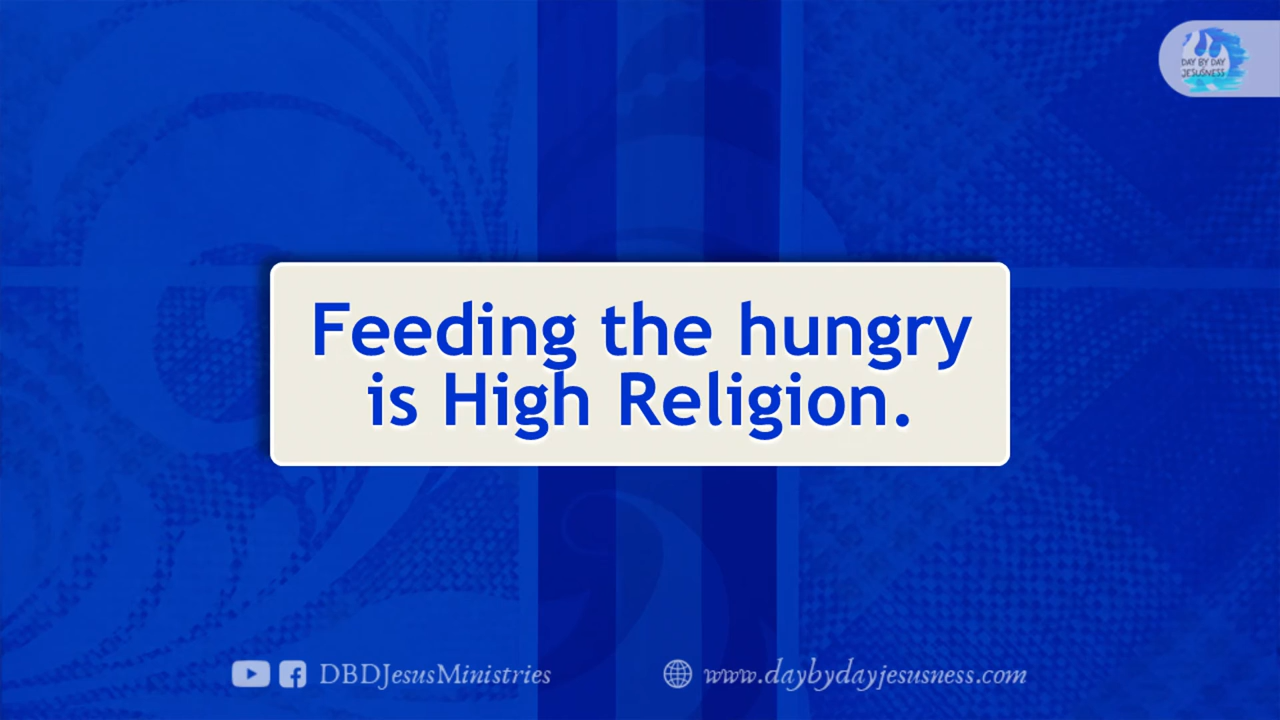 DAY BY DAY
JESUSNESS
Feeding the hungry
is High Religion.
DBDJesusMinistries
www.daybydayjesusness.com